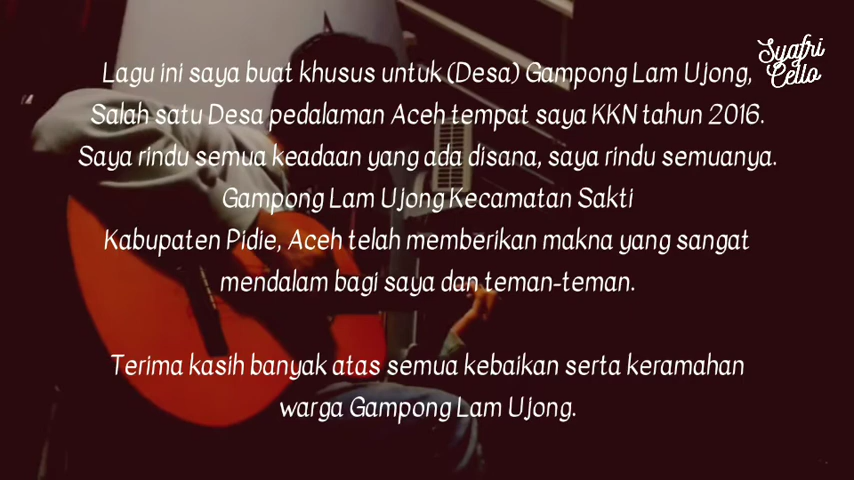 Syafri
Cello
Lagu ini saya buat khusus untuk (Desa) Gampong Lam Ujong,
Salah satu Desa pedalaman Aceh tempat saya KKN tahun 2016.
Saya rindu semua keadaan yang ada disana, saya rindu semuanya.
Gampong Lam Ujong Kecamatan Sakti
Kabupaten Pidie, Aceh telah memberikan makna yang sangat
mendalam bagi saya dan teman-teman.
Terima kasih banyak atas semua kebaikan serta keramahan
warga Gampong Lam Ujong.